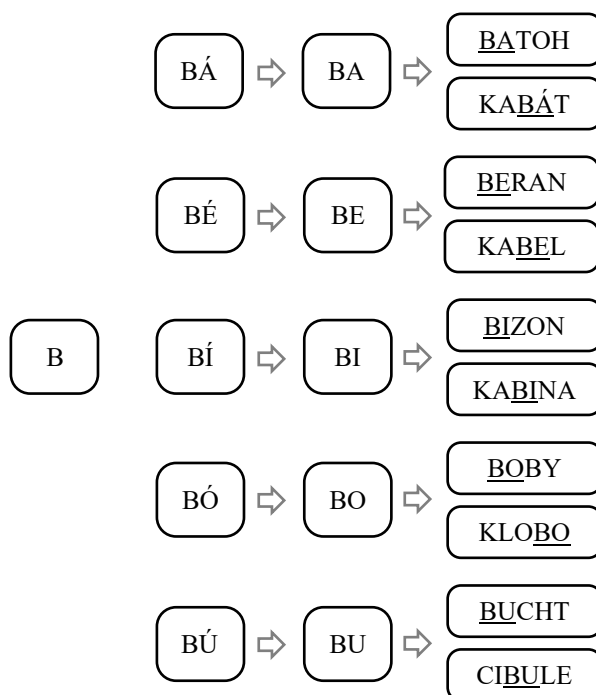 BÁ
BA
BATOH
KABÁT
BÉ
BE
BERAN
KABEL
B
BÍ
BI
BIZON
KABINA
BÓ
BO
BOBY
KLOBO
BÚ
BU
BUCHT
CIBULE